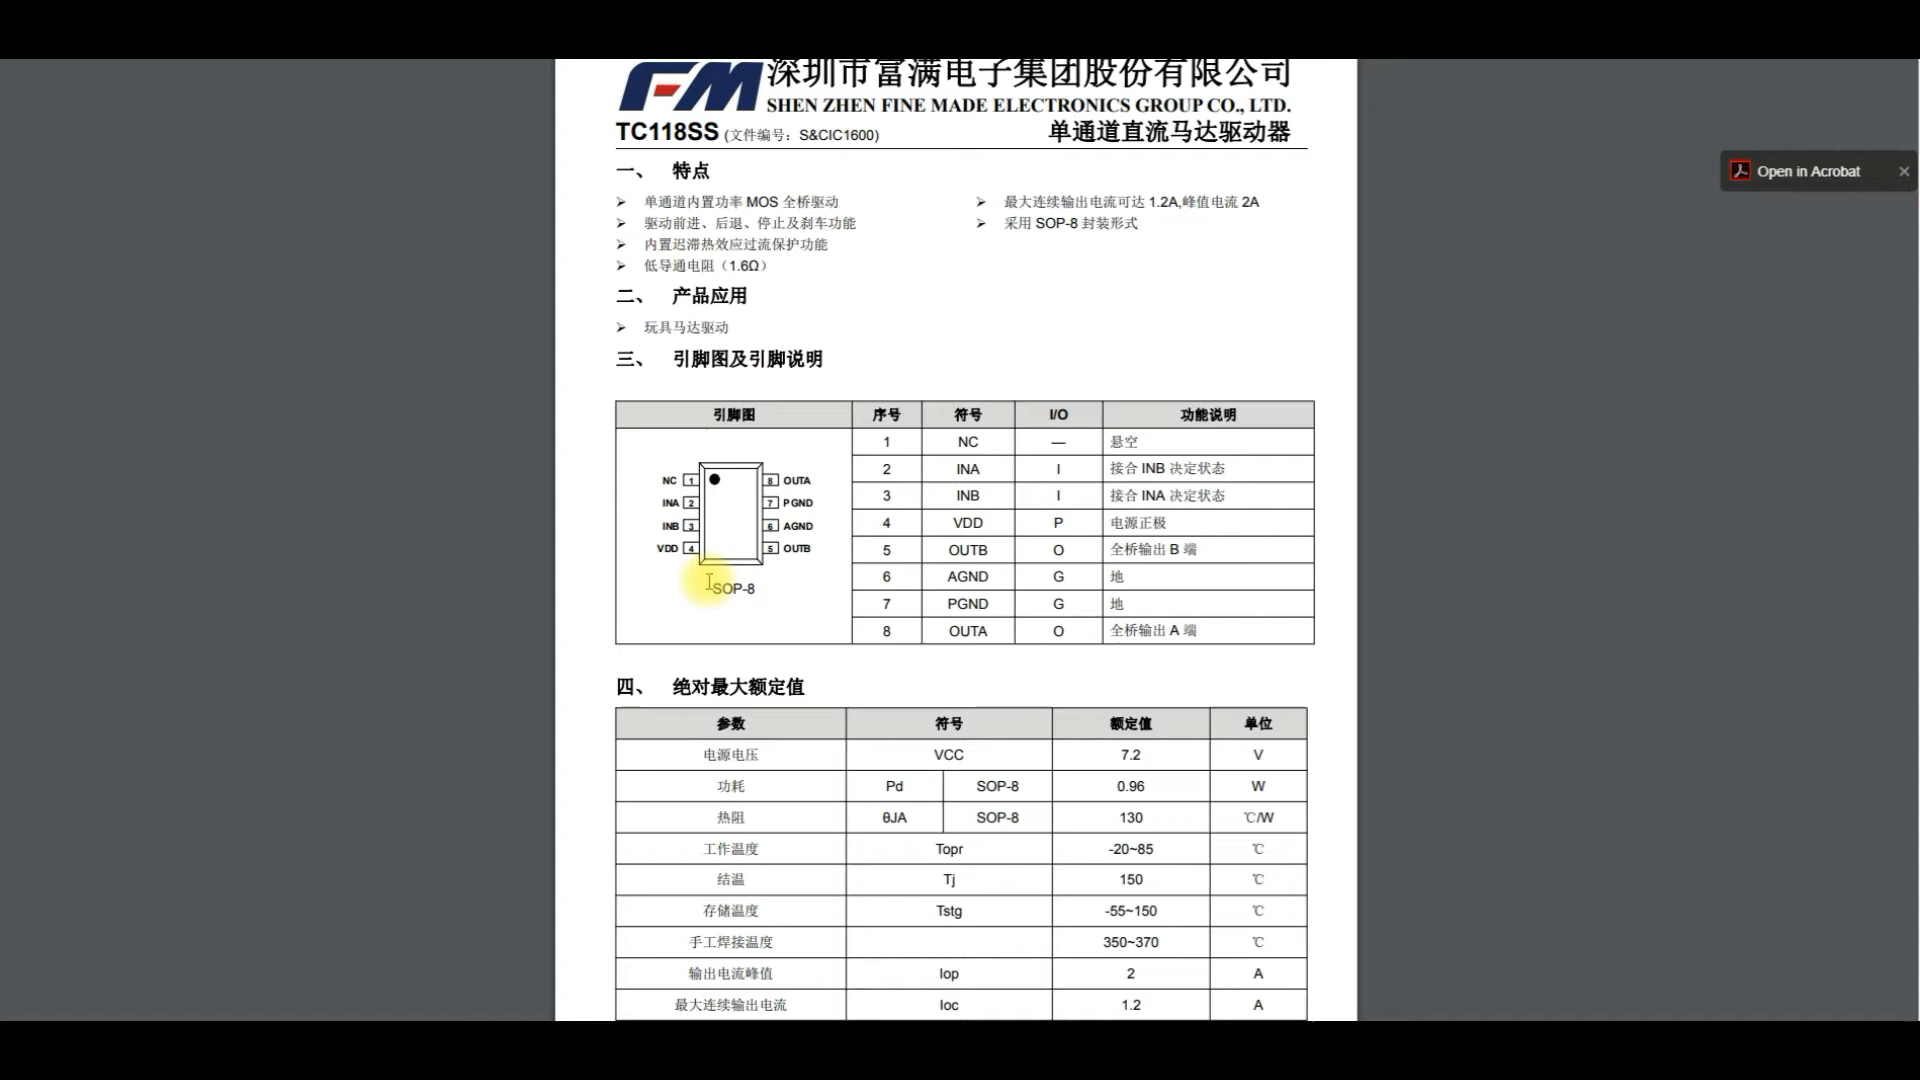 FM 深圳市富满电子集团股份有限公司
SHEN ZHEN FINE MADE ELECTRONICS GROUP CO., LTD.
TC118SS (文件编号：S&CIC1600) 单通道直流马达驱动器
Open in Acrobat
一、 特点
➢ 单通道内置功率 MOS 全桥驱动
➢ 驱动前进、后退、停止及刹车功能
➢ 内置迟滞热效应过流保护功能
➢ 低导通电阻（1.6Ω）
➢ 最大连续输出电流可达 1.2A,峰值电流 2A
➢ 采用 SOP-8 封装形式
二、 产品应用
➢ 玩具马达驱动
三、 引脚图及引脚说明
引脚图 序号 符号 I/O 功能说明
NC 1 8 OUTA
INA 2 7 PGND
INB 3 6 AGND
VDD 4 5 OUTB
SOP-8
1 NC — 悬空
2 INA I 接合 INB 决定状态
3 INB I 接合 INA 决定状态
4 VDD P 电源正极
5 OUTB O 全桥输出 B 端
6 AGND G 地
7 PGND G 地
8 OUTA O 全桥输出 A 端
四、 绝对最大额定值
参数 符号 额定值 单位
电源电压 VCC 7.2 V
功耗 Pd SOP-8 0.96 W
热阻 θJA SOP-8 130 ℃/W
工作温度 Topr -20~85 ℃
结温 Tj 150 ℃
存储温度 Tstg -55~150 ℃
手工焊接温度 350~370 ℃
输出电流峰值 Iop 2 A
最大连续输出电流 Ioc 1.2 A